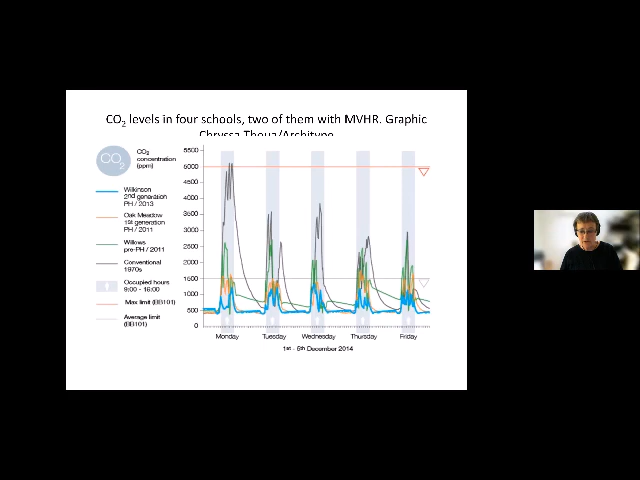 CO2 levels in four schools, two of them with MVHR. Graphic
Chryssa Thoua/Architype
CO2
CO2
concentration
(ppm)
Wilkinson
2nd generation
PH / 2013
Oak Meadow
1st generation
PH / 2011
Willows
pre-PH / 2011
Conventional
1970s
Occupied hours
9:00 - 16:00
Max limit (BB101)
Average limit
(BB101)
5500
5000
4500
4000
3500
3000
2500
2000
1500
1000
500
0
Monday
Tuesday
Wednesday
Thursday
Friday
1st - 5th December 2014